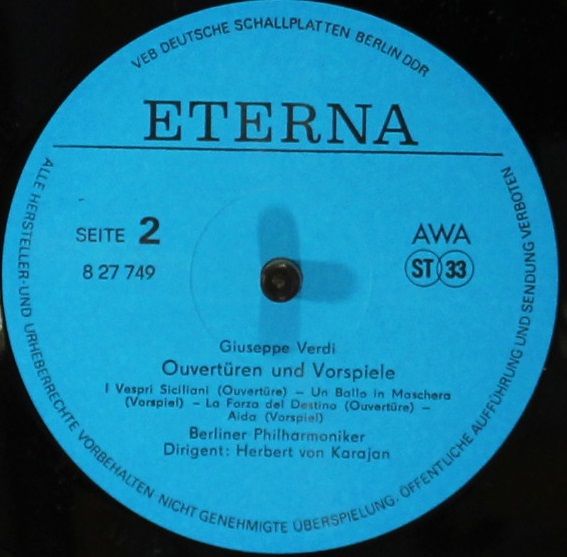 VEB DEUTSCHE SCHALLPLATTEN BERLIN DDR
ETERNA
SEITE 2
8 27 749
AWA
ST 33
Giuseppe Verdi
Ouvertüren und Vorspiele
I Vespri Siciliani (Ouvertüre) – Un Ballo in Maschera
(Vorspiel) – La Forza del Destino (Ouvertüre) –
Aida (Vorspiel)
Berliner Philharmoniker
Dirigent: Herbert von Karajan
ALLE HERSTELLER- UND URHEBERRECHTE VORBEHALTEN NICHT GENEHMIGTE ÜBERSPIELUNG, ÖFFENTLICHE AUFFÜHRUNG UND SENDUNG VERBOTEN